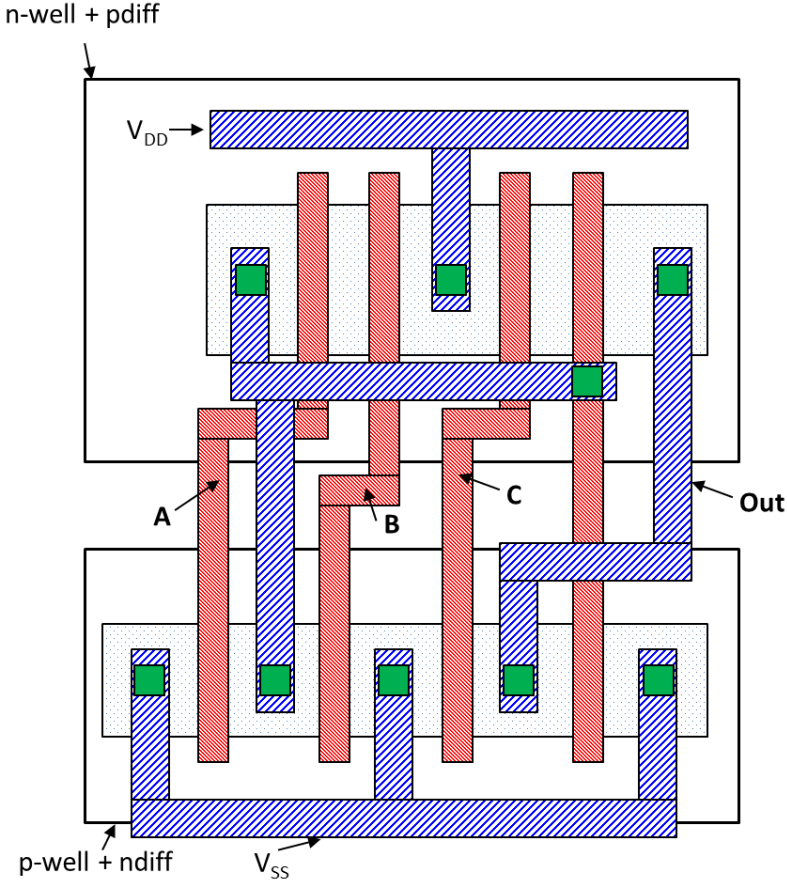 n-well + pdiff
VDD
A
B
C
Out
p-well + ndiff
VSS